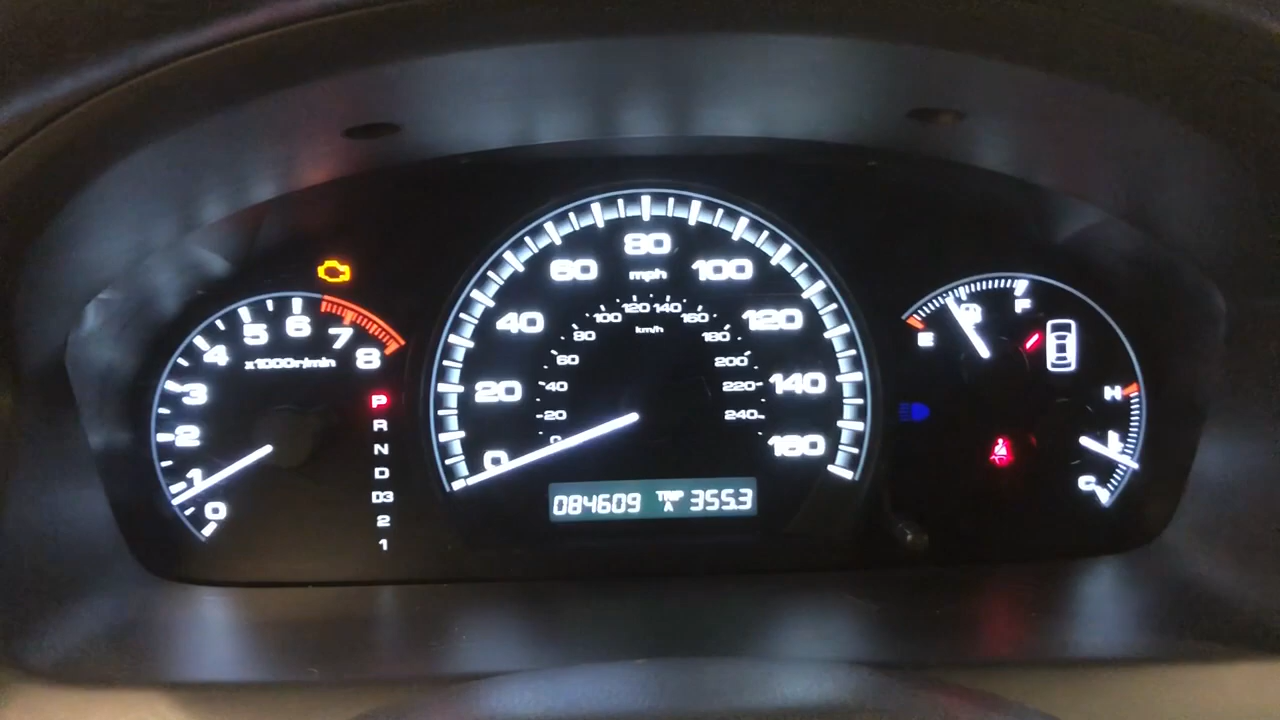 80
60 mph 100
120 140
100 160
km/h
40 120
80 180
60 200
20 40 220 140
20 240
0 0 160
084609 TRIP A 355.3
6
5 7
4 8
x1000r/min
3
2
1
0
P
R
N
D
D3
2
1
F
E
H
C